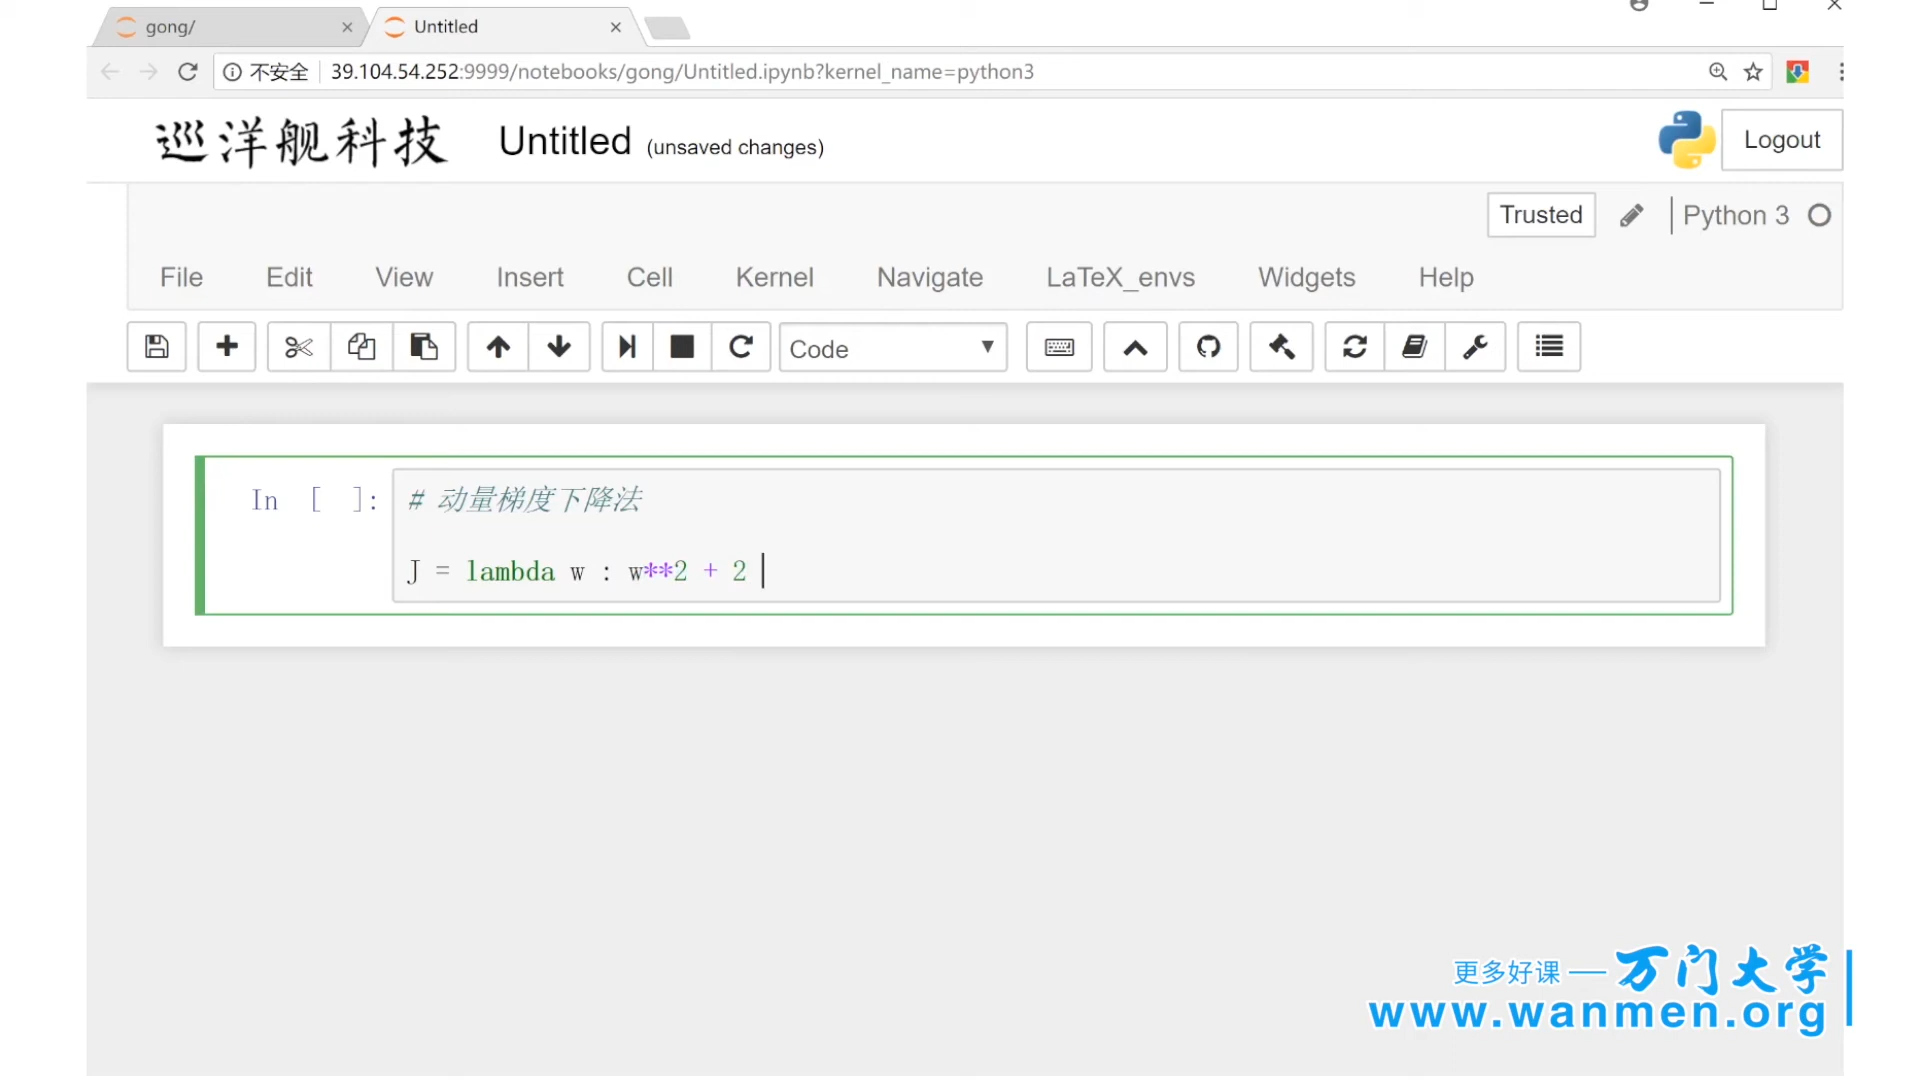 gong/
Untitled
不安全 39.104.54.252:9999/notebooks/gong/Untitled.ipynb?kernel_name=python3
巡洋舰科技 Untitled (unsaved changes) Logout
Trusted Python 3
File Edit View Insert Cell Kernel Navigate LaTeX_envs Widgets Help
Code
In [ ]: # 动量梯度下降法
J = lambda w : w**2 + 2
更多好课 — 万门大学
www.wanmen.org